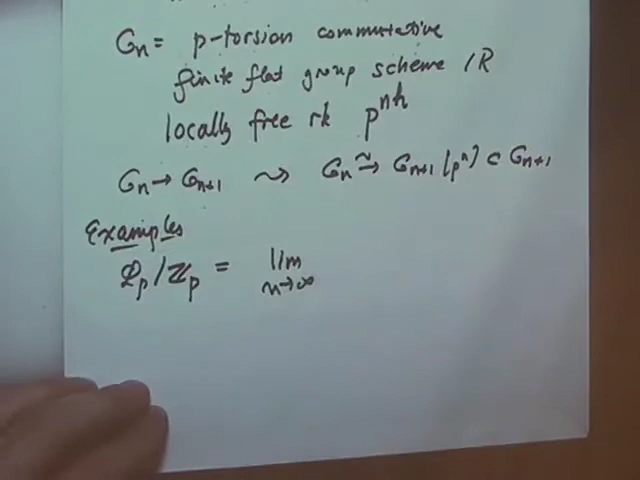 Gn = p-torsion commutative
finite flat group scheme /R
locally free rk p^{nh}
Gn → Gn+1 ⇝ Gn ⥲ Gn+1[p^n] ⊂ Gn+1
Examples
ℚp/ℤp = lim n→∞